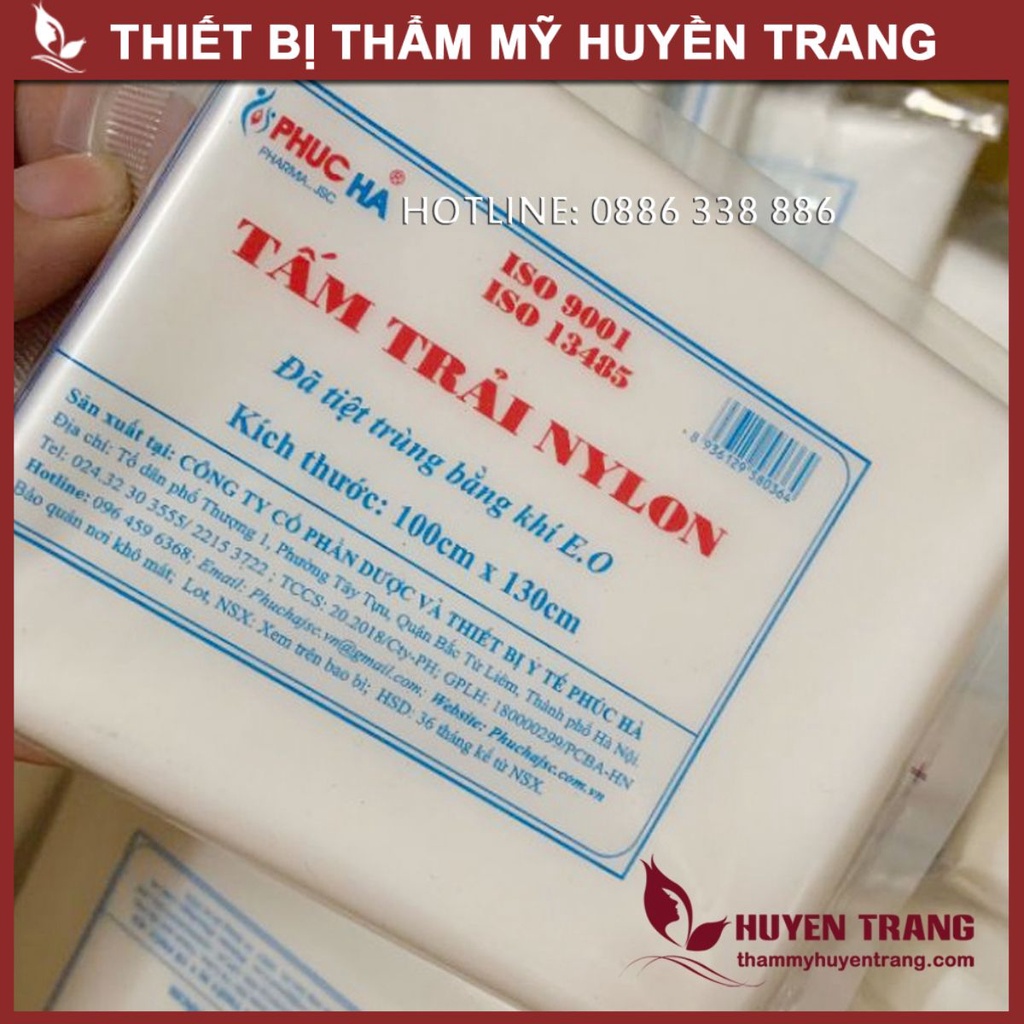 THIẾT BỊ THẨM MỸ HUYỀN TRANG
PHUC HA®
PHARMA., JSC
HOTLINE: 0886 338 886
ISO 9001
ISO 13485
TẤM TRẢI NYLON
8 936129 580364
Đã tiệt trùng bằng khí E.O
Kích thước: 100cm x 130cm
Sản xuất tại: CÔNG TY CỔ PHẦN DƯỢC VÀ THIẾT BỊ Y TẾ PHÚC HÀ
Địa chỉ: Tổ dân phố Thượng 1, Phường Tây Tựu, Quận Bắc Từ Liêm, Thành phố Hà Nội.
Tel: 024.32 30 3555/ 2215 3722 ; TCCS: 20.2018/Cty-PH; GPLH: 180000299/PCBA-HN
Hotline: 096 459 6368; Email: Phuchajsc.vn@gmail.com; Website: Phuchajsc.com.vn
Bảo quản nơi khô mát; Lot, NSX: Xem trên bao bì; HSD: 36 tháng kể từ NSX.
HUYEN TRANG
thammyhuyentrang.com